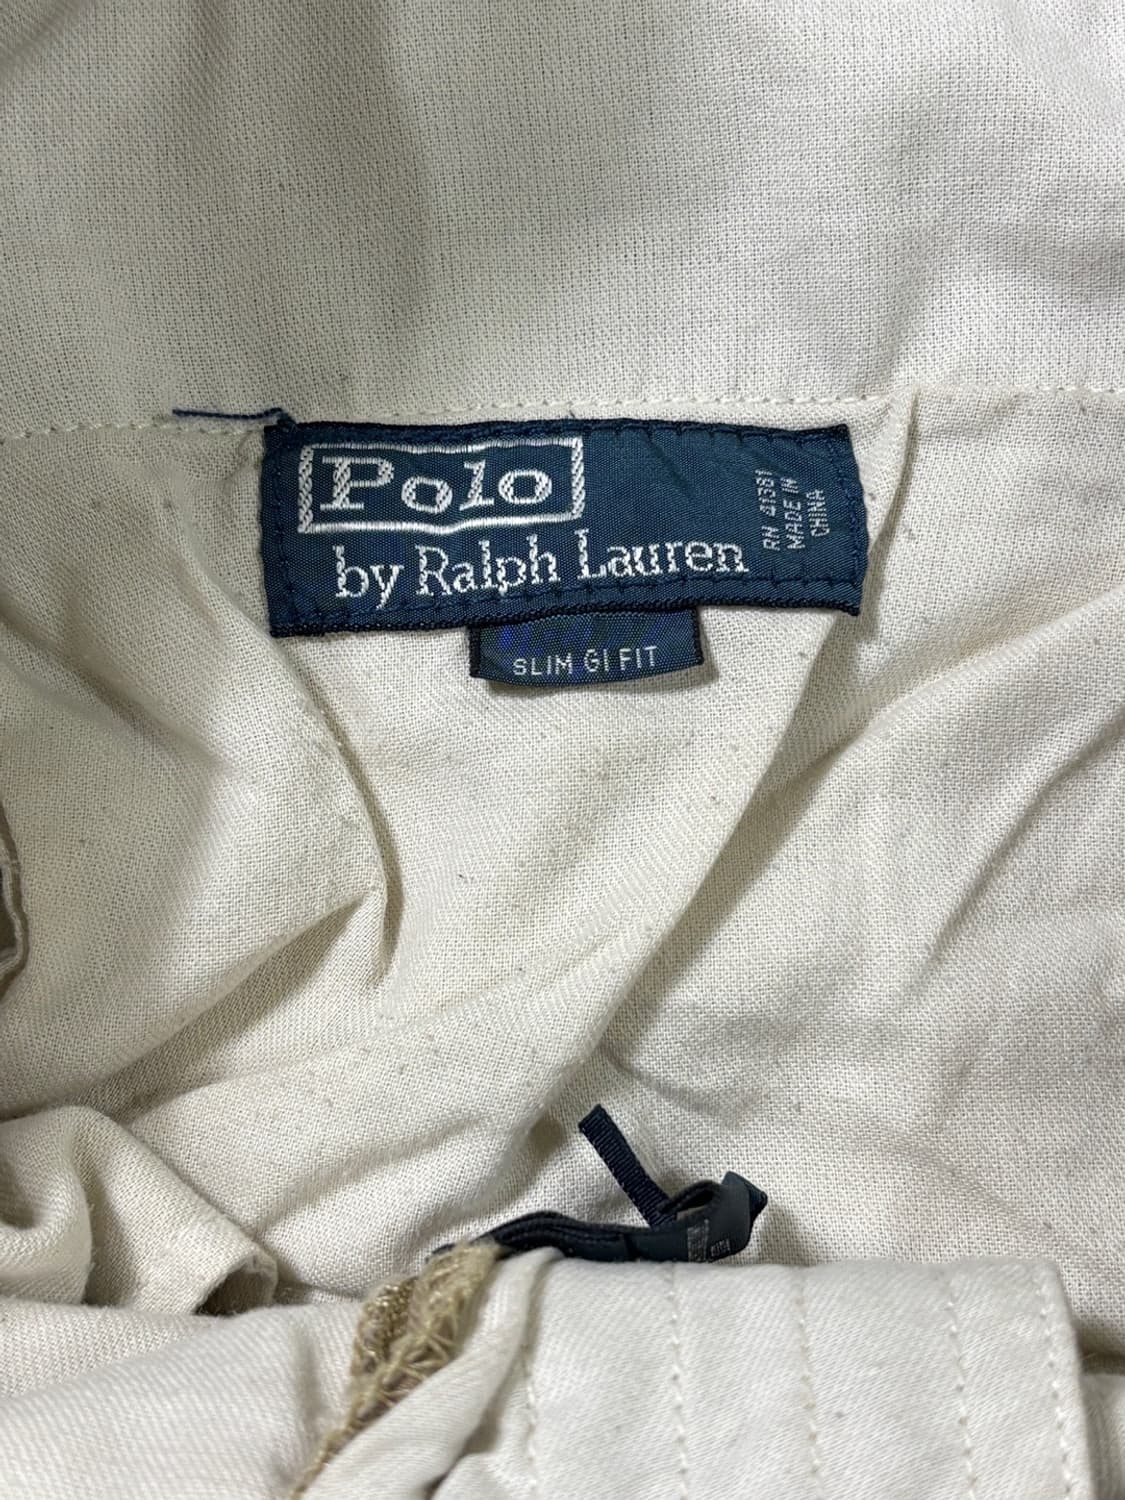 Polo
by Ralph Lauren
RN 41381
MADE IN
CHINA
SLIM GI FIT